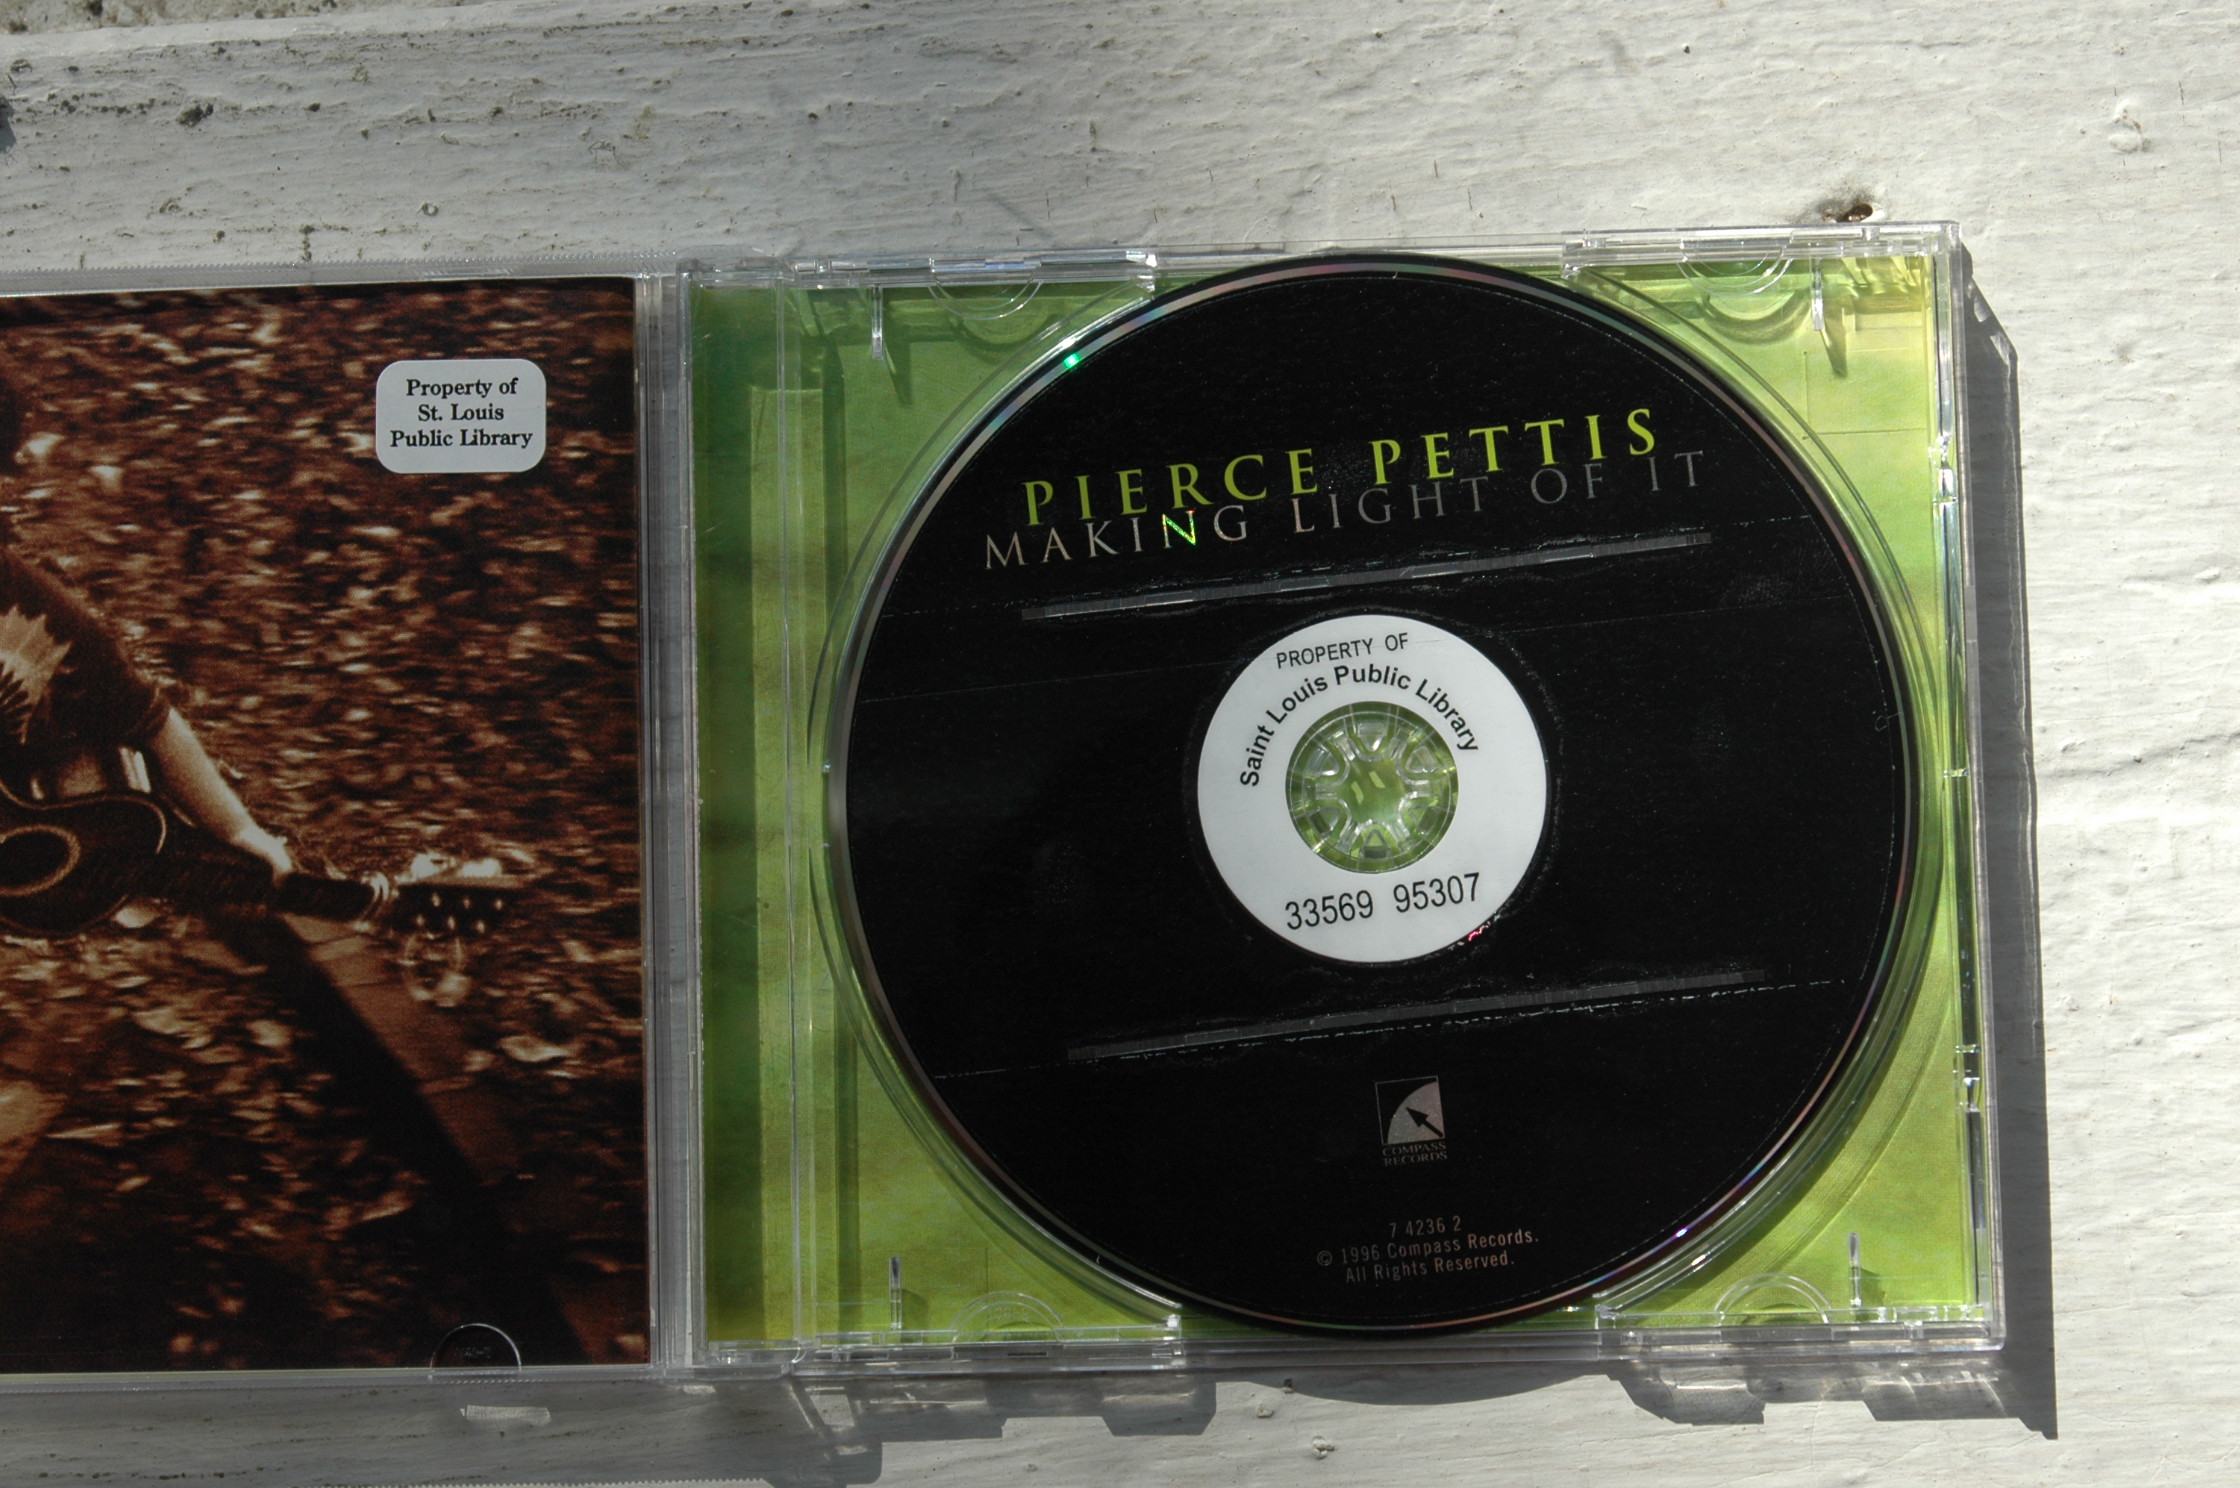 Property of
St. Louis
Public Library
PIERCE PETTIS
MAKING LIGHT OF IT
PROPERTY OF
Saint Louis Public Library
33569 95307
COMPASS
RECORDS
7 4236 2
© 1996 Compass Records.
All Rights Reserved.